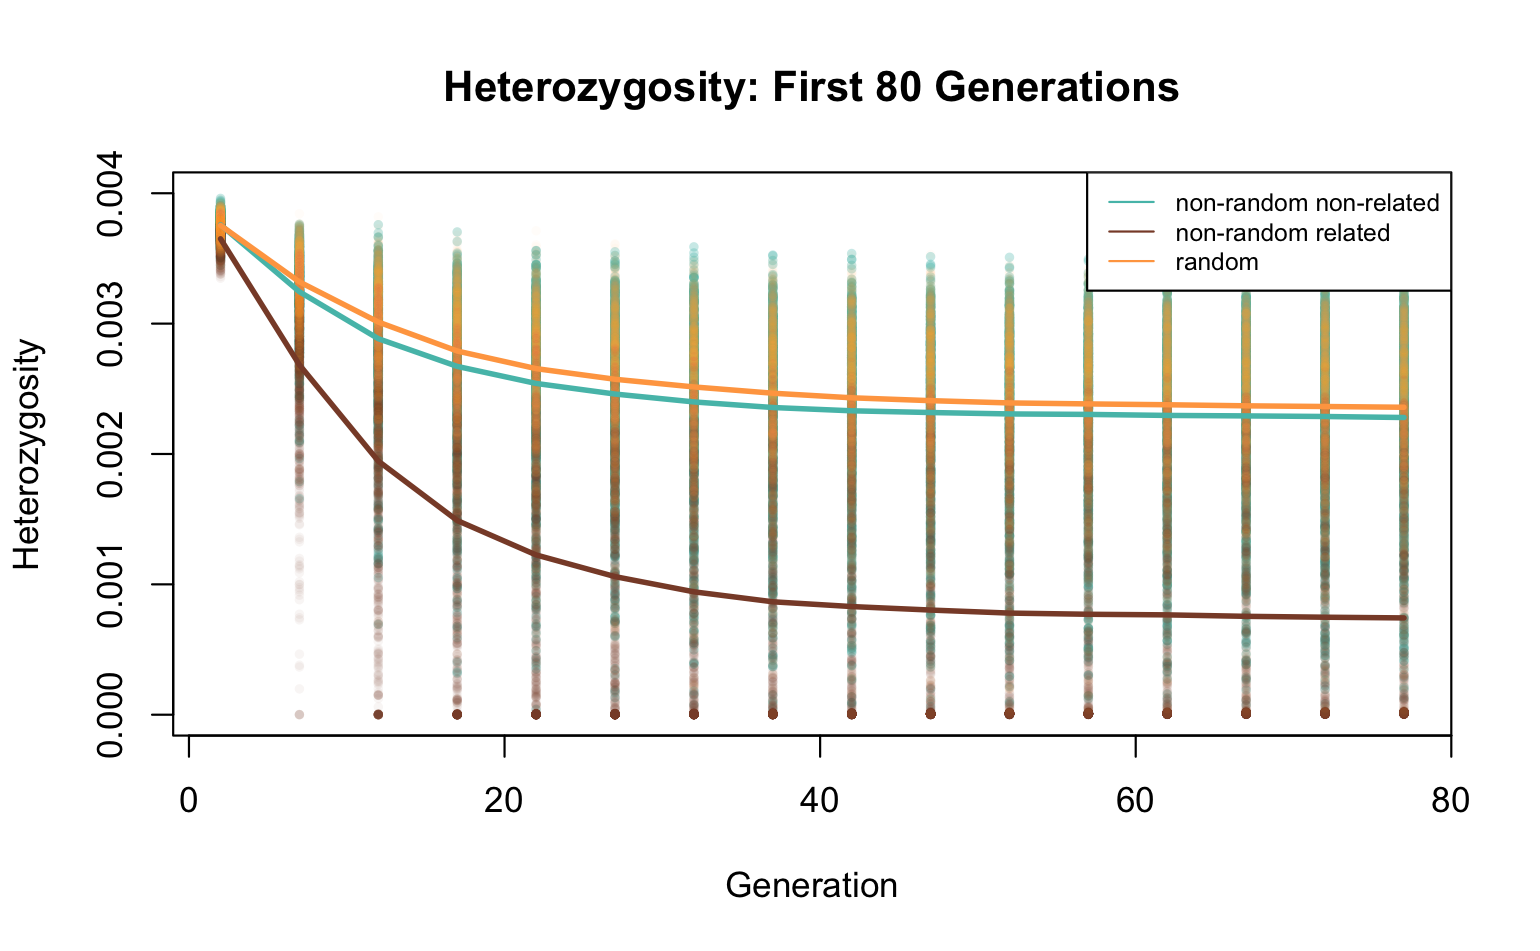 Heterozygosity: First 80 Generations
non-random non-related
non-random related
random
Heterozygosity
0.004
0.003
0.002
0.001
0.000
0 20 40 60 80
Generation